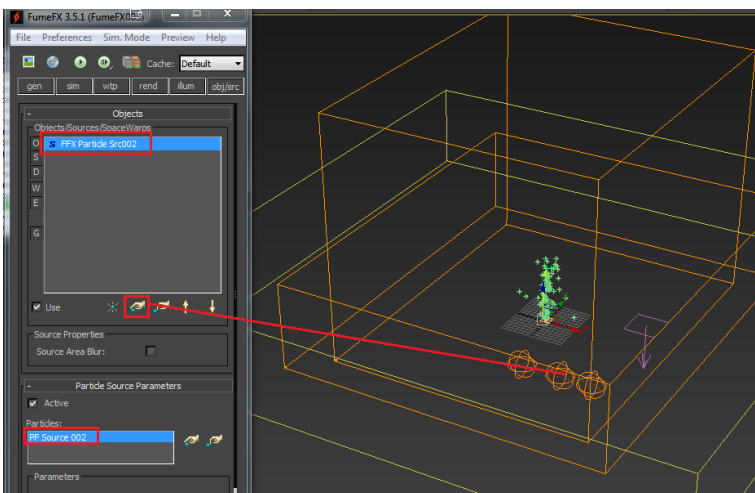 FumeFX 3.5.1 (FumeFX0
File Preferences Sim. Mode Preview Help
Cache: Default
gen sim wtp rend illum obj/src
- Objects
Objects/Sources/SpaceWarps
O S FFX Particle Src002
S
D
W
E
G
Use
Source Properties
Source Area Blur:
- Particle Source Parameters
Active
Particles:
PF Source 002
Parameters